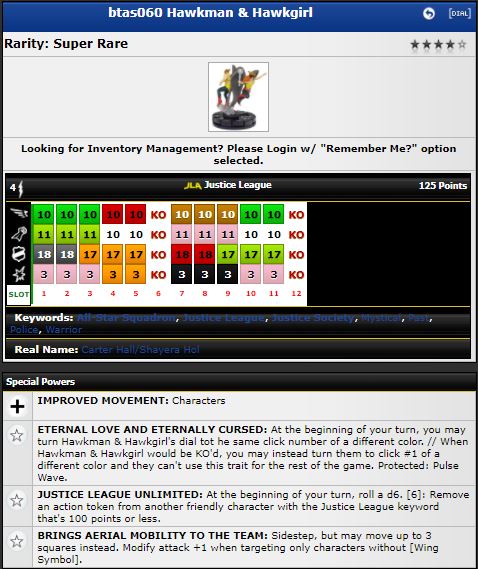 btas060 Hawkman & Hawkgirl
[DIAL]
Rarity: Super Rare
Looking for Inventory Management? Please Login w/ "Remember Me?" option
selected.
4 JLA Justice League 125 Points
10 10 10 10 10 KO 10 10 10 10 10 KO
11 11 11 10 10 KO 11 11 11 10 10 KO
18 18 17 17 17 KO 18 18 17 17 17 KO
3 3 3 3 3 KO 3 3 3 3 3 KO
SLOT 1 2 3 4 5 6 7 8 9 10 11 12
Keywords: All-Star Squadron, Justice League, Justice Society, Mystical, Past,
Police, Warrior
Real Name: Carter Hall/Shayera Hol
Special Powers
IMPROVED MOVEMENT: Characters
ETERNAL LOVE AND ETERNALLY CURSED: At the beginning of your turn, you may
turn Hawkman & Hawkgirl's dial tot he same click number of a different color. // When
Hawkman & Hawkgirl would be KO'd, you may instead turn them to click #1 of
a different color and they can't use this trait for the rest of the game. Protected: Pulse
Wave.
JUSTICE LEAGUE UNLIMITED: At the beginning of your turn, roll a d6. [6]: Remove
an action token from another friendly character with the Justice League keyword
that's 100 points or less.
BRINGS AERIAL MOBILITY TO THE TEAM: Sidestep, but may move up to 3
squares instead. Modify attack +1 when targeting only characters without [Wing
Symbol].